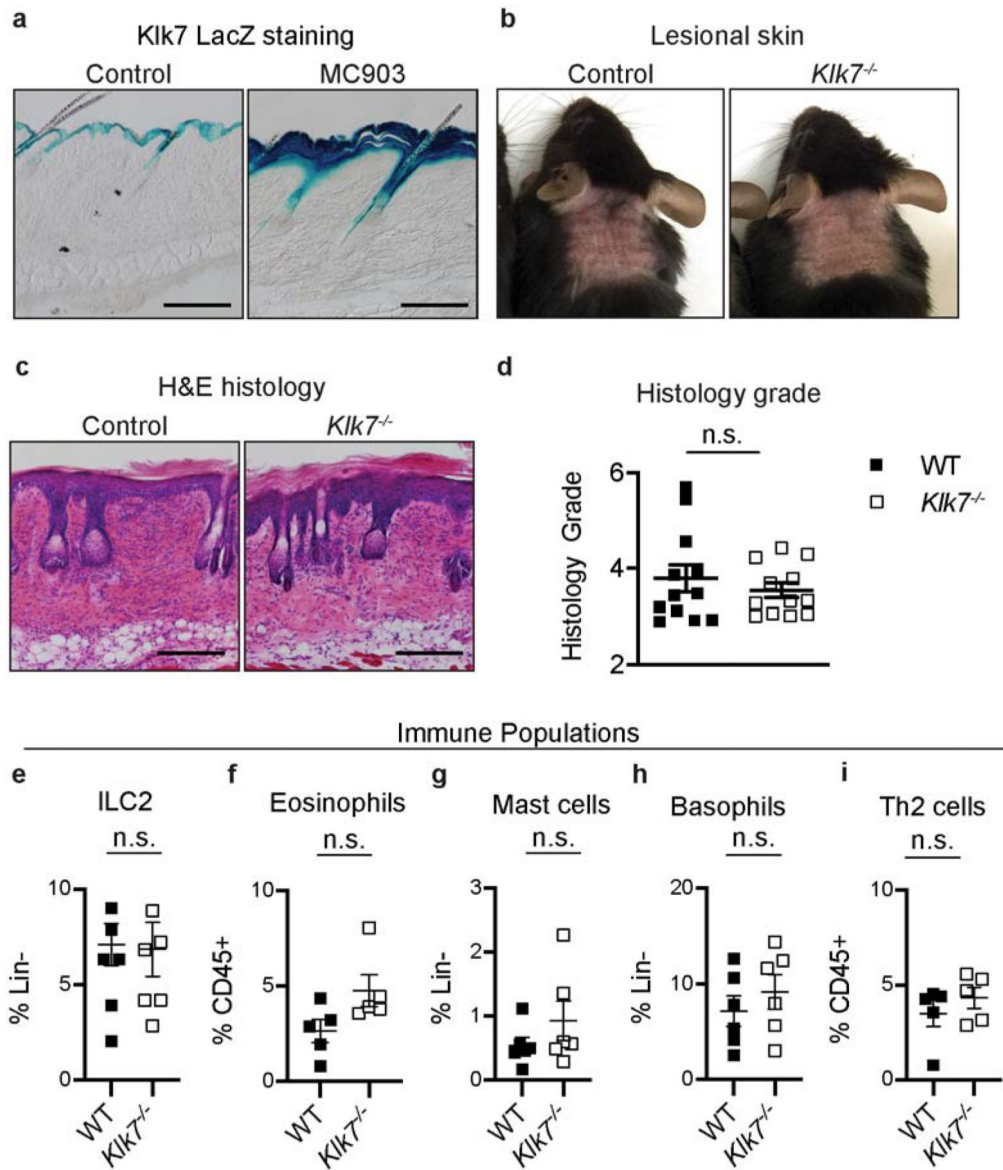 a
Klk7 LacZ staining
Control
MC903
b
Lesional skin
Control
Klk7-/-
c
H&E histology
Control
Klk7-/-
d
Histology grade
n.s.
WT
Klk7-/-
Histology Grade
6
4
2
Immune Populations
e
ILC2
n.s.
% Lin-
10
5
0
WT
Klk7-/-
f
Eosinophils
n.s.
% CD45+
10
5
0
WT
Klk7-/-
g
Mast cells
n.s.
% Lin-
3
2
1
0
WT
Klk7-/-
h
Basophils
n.s.
% Lin-
20
10
0
WT
Klk7-/-
i
Th2 cells
n.s.
% CD45+
10
5
0
WT
Klk7-/-